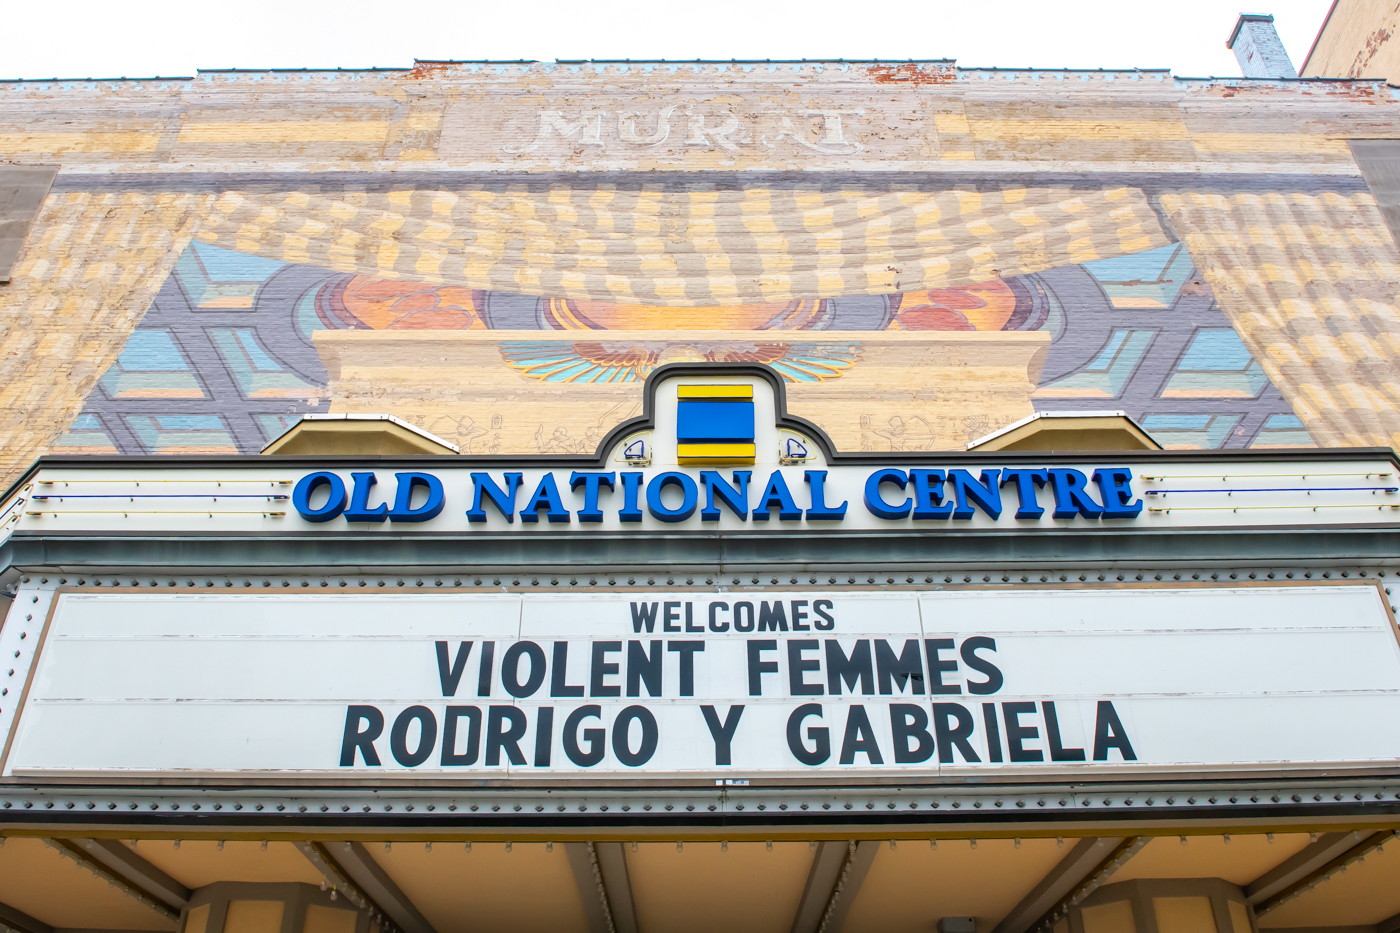 MURAT
OLD NATIONAL CENTRE
WELCOMES
VIOLENT FEMMES
RODRIGO Y GABRIELA